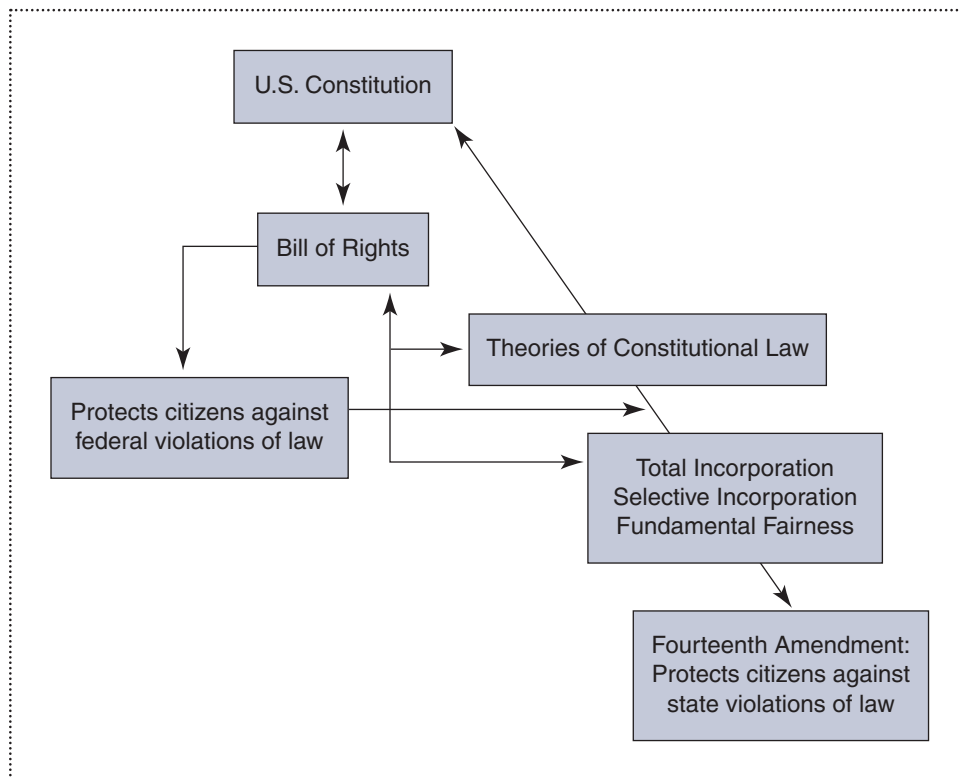 U.S. Constitution
Bill of Rights
Theories of Constitutional Law
Protects citizens against
federal violations of law
Total Incorporation
Selective Incorporation
Fundamental Fairness
Fourteenth Amendment:
Protects citizens against
state violations of law